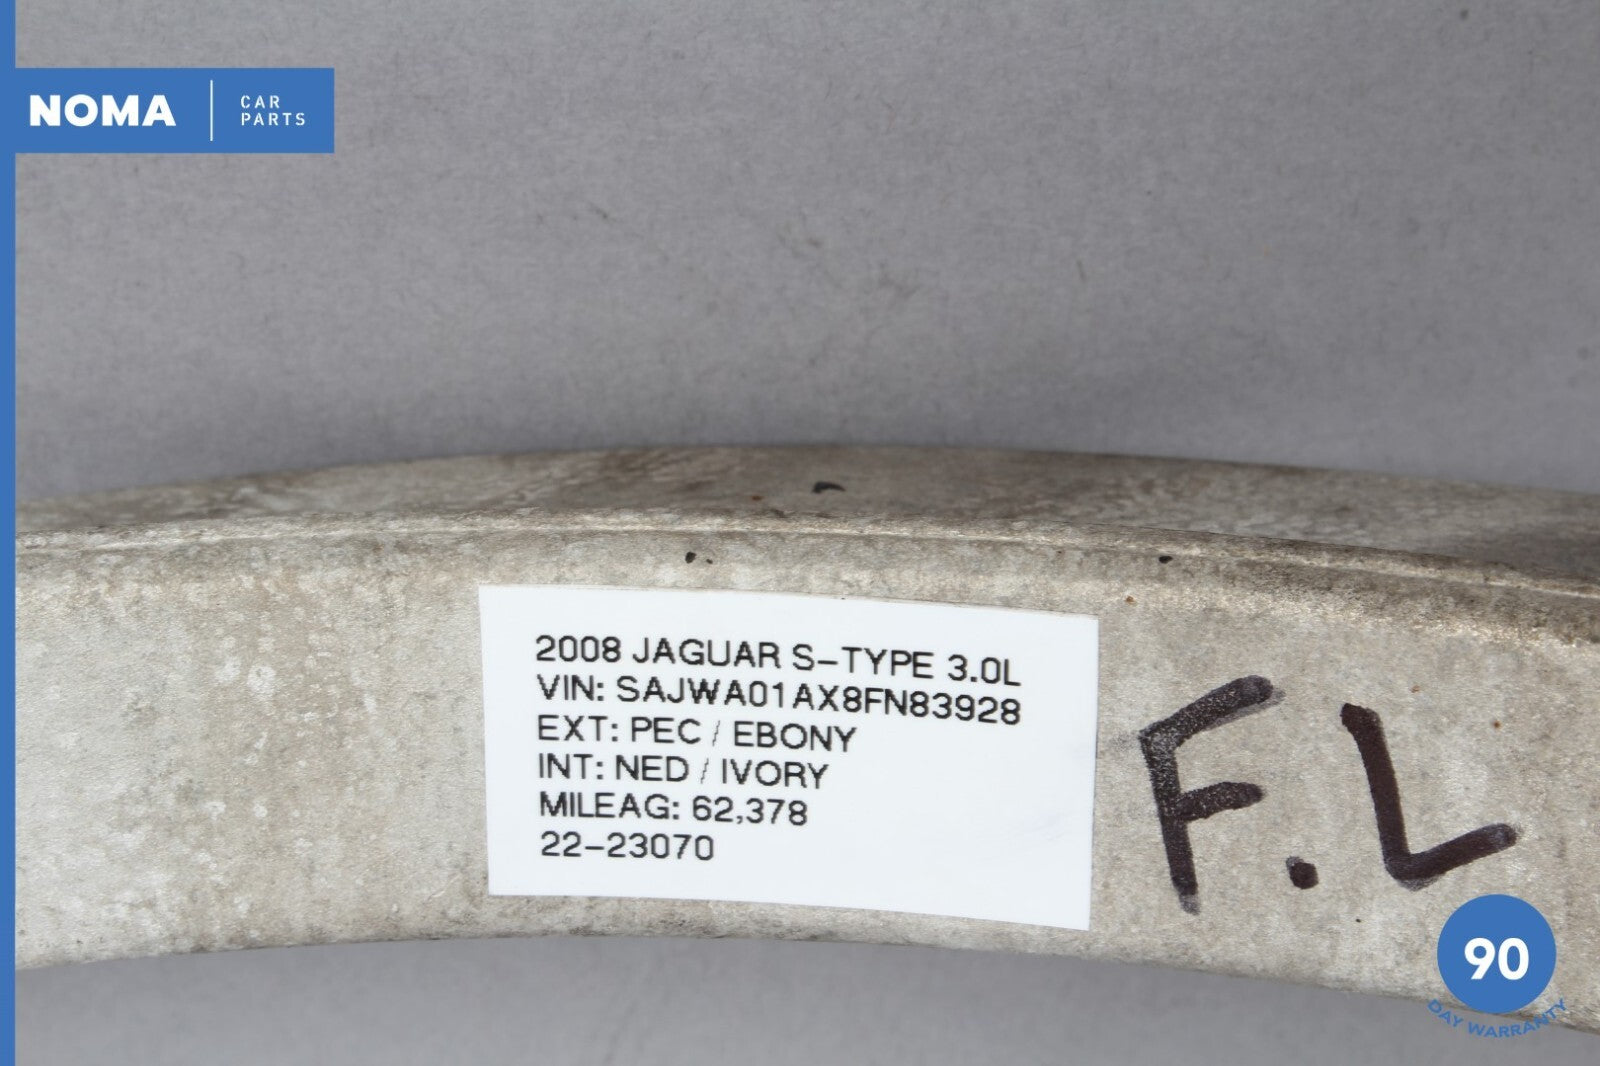 NOMA
CAR
PARTS
2008 JAGUAR S-TYPE 3.0L
VIN: SAJWA01AX8FN83928
EXT: PEC / EBONY
INT: NED / IVORY
MILEAG: 62,378
22-23070
F.L
90
DAY WARRANTY